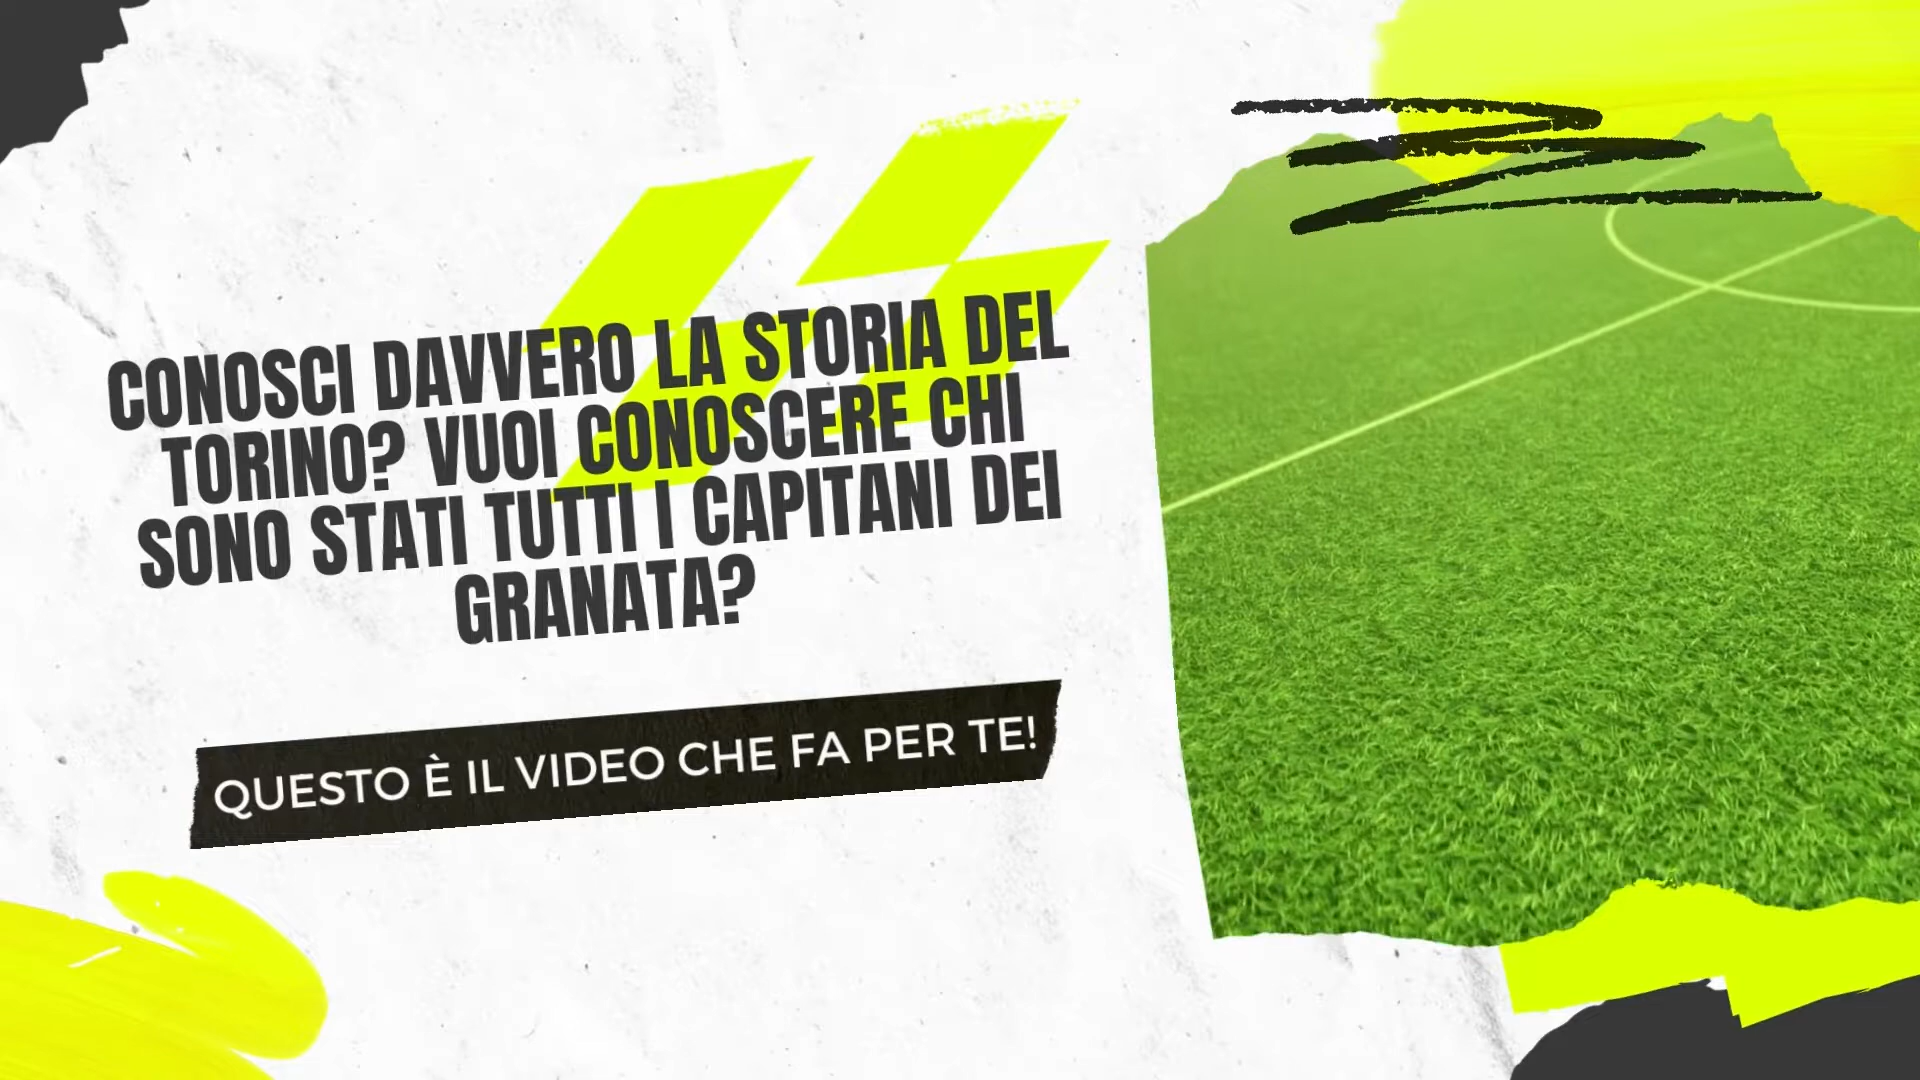 CONOSCI DAVVERO LA STORIA DEL
TORINO? VUOI CONOSCERE CHI
SONO STATI TUTTI I CAPITANI DEI
GRANATA?
QUESTO È IL VIDEO CHE FA PER TE!